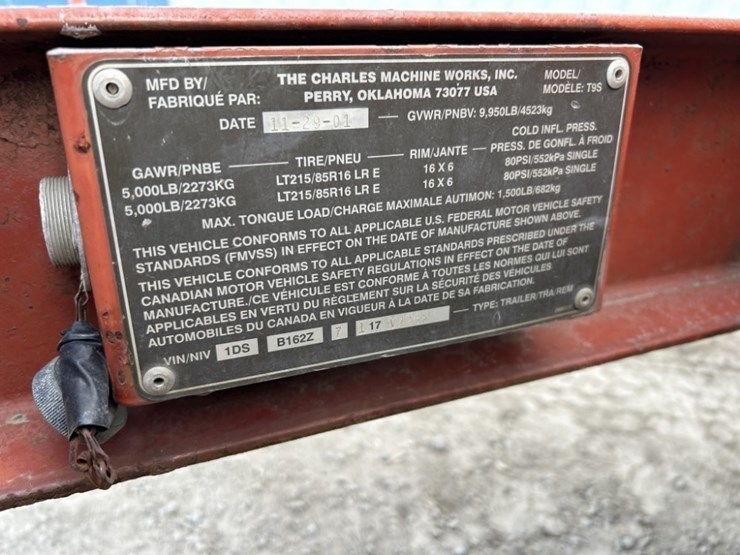 MFD BY/ THE CHARLES MACHINE WORKS, INC. MODEL/
FABRIQUÉ PAR: PERRY, OKLAHOMA 73077 USA MODÈLE: T9S
DATE 11-29-01 GVWR/PNBV: 9,950LB/4523kg
COLD INFL. PRESS.
GAWR/PNBE TIRE/PNEU RIM/JANTE PRESS. DE GONFL. À FROID
5,000LB/2273KG LT215/85R16 LR E 16 X 6 80PSI/552kPa SINGLE
5,000LB/2273KG LT215/85R16 LR E 16 X 6 80PSI/552kPa SINGLE
MAX. TONGUE LOAD/CHARGE MAXIMALE AUTIMON: 1,500LB/682kg
THIS VEHICLE CONFORMS TO ALL APPLICABLE U.S. FEDERAL MOTOR VEHICLE SAFETY
STANDARDS (FMVSS) IN EFFECT ON THE DATE OF MANUFACTURE SHOWN ABOVE.
THIS VEHICLE CONFORMS TO ALL APPLICABLE STANDARDS PRESCRIBED UNDER THE
CANADIAN MOTOR VEHICLE SAFETY REGULATIONS IN EFFECT ON THE DATE OF
MANUFACTURE./CE VÉHICULE EST CONFORME À TOUTES LES NORMES QUI LUI SONT
APPLICABLES EN VERTU DU RÈGLEMENT SUR LA SÉCURITÉ DES VÉHICULES
AUTOMOBILES DU CANADA EN VIGUEUR À LA DATE DE SA FABRICATION.
VIN/NIV 1DS B162Z 7 17 TYPE: TRAILER/TRA/REM